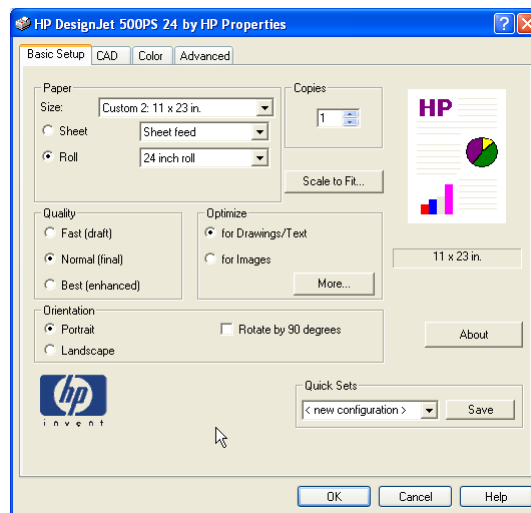 HP DesignJet 500PS 24 by HP Properties
Basic Setup CAD Color Advanced
Paper
Size: Custom 2: 11 x 23 in.
Sheet Sheet feed
Roll 24 inch roll
Copies
1
Scale to Fit...
HP
Quality
Fast (draft)
Normal (final)
Best (enhanced)
Optimize
for Drawings/Text
for Images
More...
11 x 23 in.
Orientation
Portrait
Landscape
Rotate by 90 degrees
About
hp
invent
Quick Sets
< new configuration > Save
OK Cancel Help